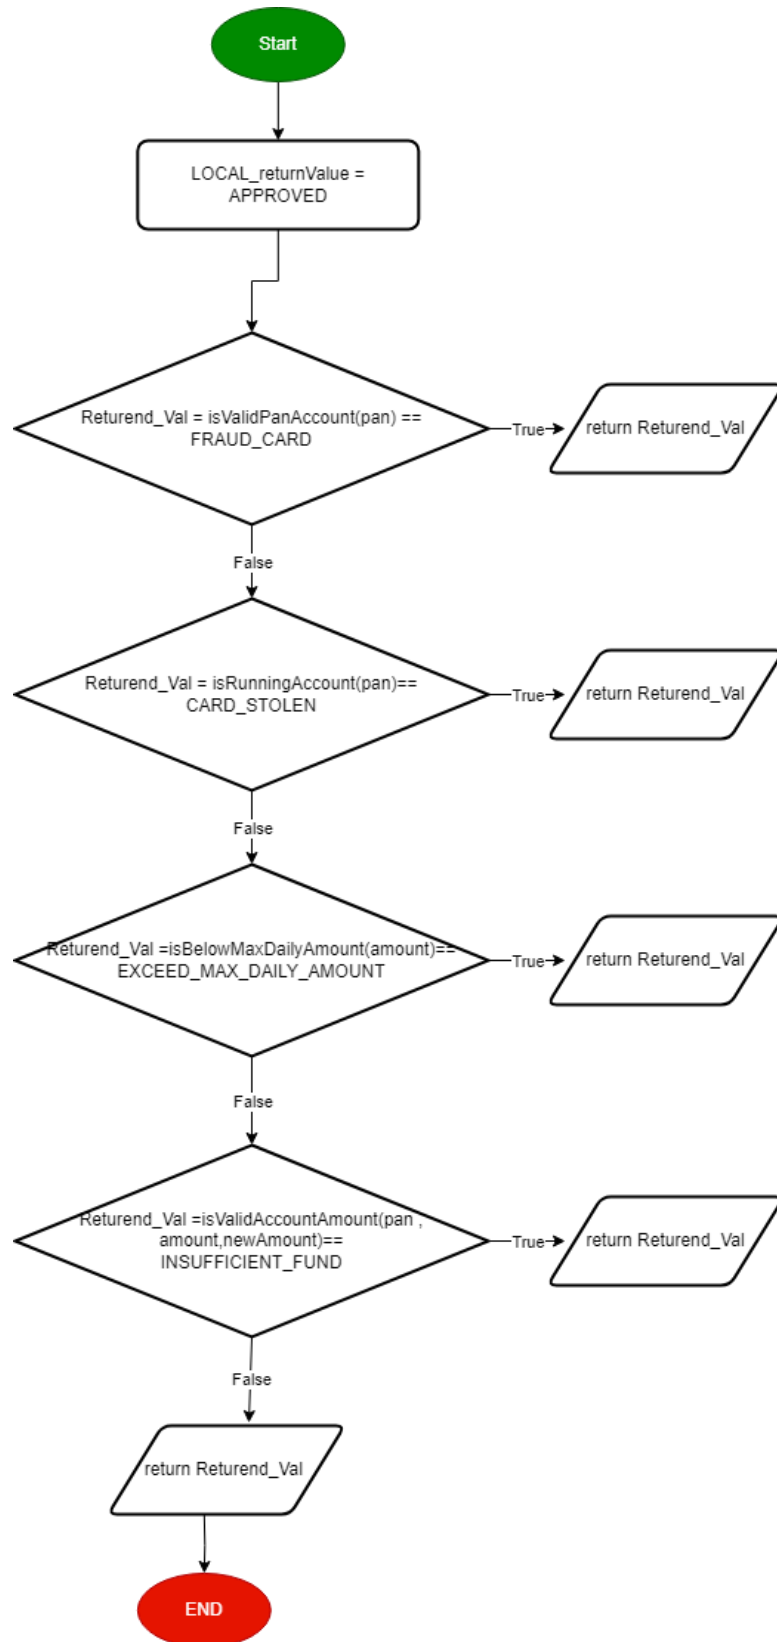 Start
LOCAL_returnValue =
APPROVED
Returend_Val = isValidPanAccount(pan) ==
FRAUD_CARD
True
return Returend_Val
False
Returend_Val = isRunningAccount(pan)==
CARD_STOLEN
True
return Returend_Val
False
Returend_Val =isBelowMaxDailyAmount(amount)==
EXCEED_MAX_DAILY_AMOUNT
True
return Returend_Val
False
Returend_Val =isValidAccountAmount(pan ,
amount,newAmount)==
INSUFFICIENT_FUND
True
return Returend_Val
False
return Returend_Val
END